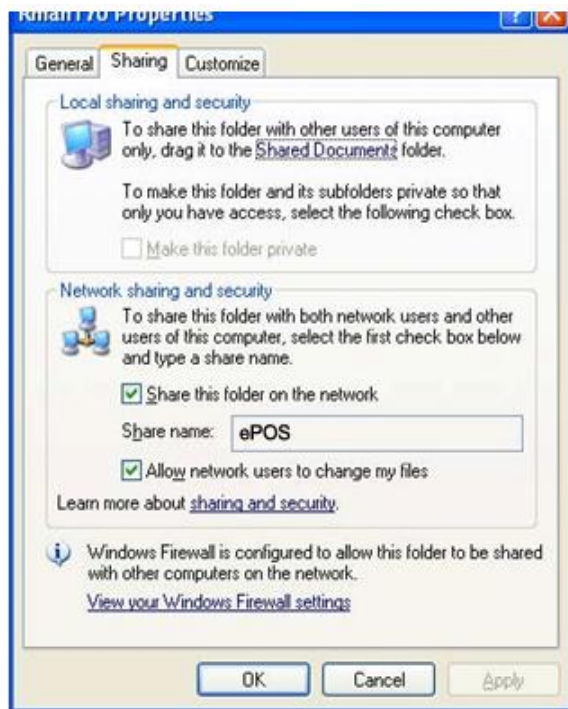 Rman170 Properties
General Sharing Customize
Local sharing and security
To share this folder with other users of this computer
only, drag it to the Shared Documents folder.
To make this folder and its subfolders private so that
only you have access, select the following check box.
Make this folder private
Network sharing and security
To share this folder with both network users and other
users of this computer, select the first check box below
and type a share name.
Share this folder on the network
Share name: ePOS
Allow network users to change my files
Learn more about sharing and security.
Windows Firewall is configured to allow this folder to be shared
with other computers on the network.
View your Windows Firewall settings
OK Cancel Apply